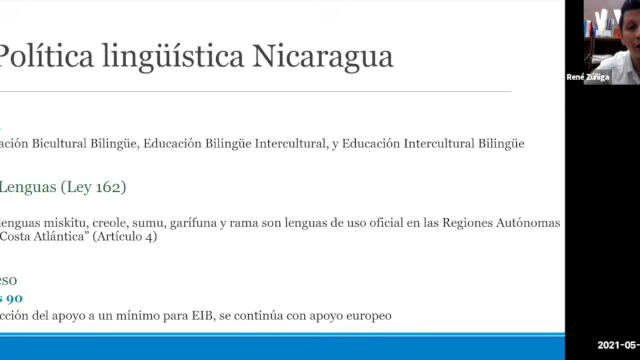 Política lingüística Nicaragua
René Zúñiga
ación Bicultural Bilingüe, Educación Bilingüe Intercultural, y Educación Intercultural Bilingüe
Lenguas (Ley 162)
lenguas miskitu, creole, sumu, garífuna y rama son lenguas de uso oficial en las Regiones Autónomas
Costa Atlántica” (Artículo 4)
eso
s 90
cción del apoyo a un mínimo para EIB, se continúa con apoyo europeo
2021-05-